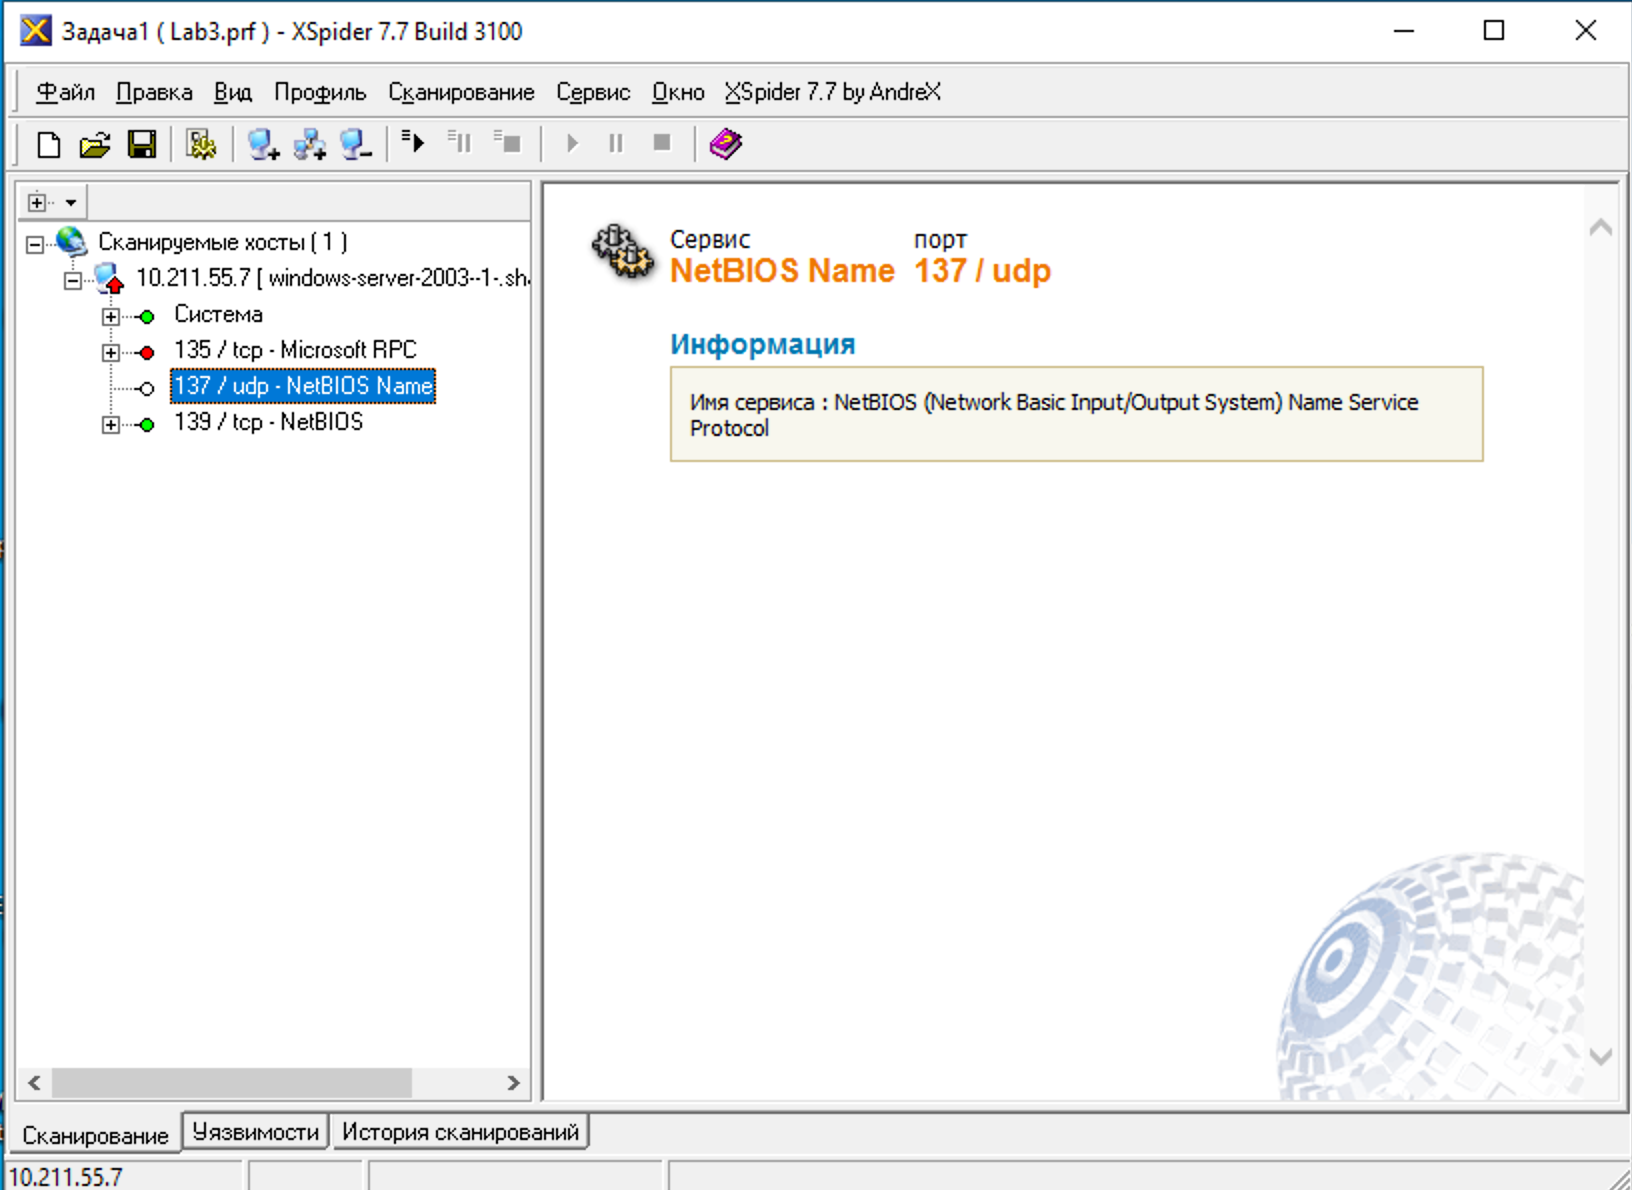 Задача1 ( Lab3.prf ) - XSpider 7.7 Build 3100
Файл Правка Вид Профиль Сканирование Сервис Окно XSpider 7.7 by AndreX
Сканируемые хосты ( 1 )
10.211.55.7 [ windows-server-2003--1-.sh
Система
135 / tcp - Microsoft RPC
137 / udp - NetBIOS Name
139 / tcp - NetBIOS
Сервис порт
NetBIOS Name 137 / udp
Информация
Имя сервиса : NetBIOS (Network Basic Input/Output System) Name Service
Protocol
Сканирование Уязвимости История сканирований
10.211.55.7